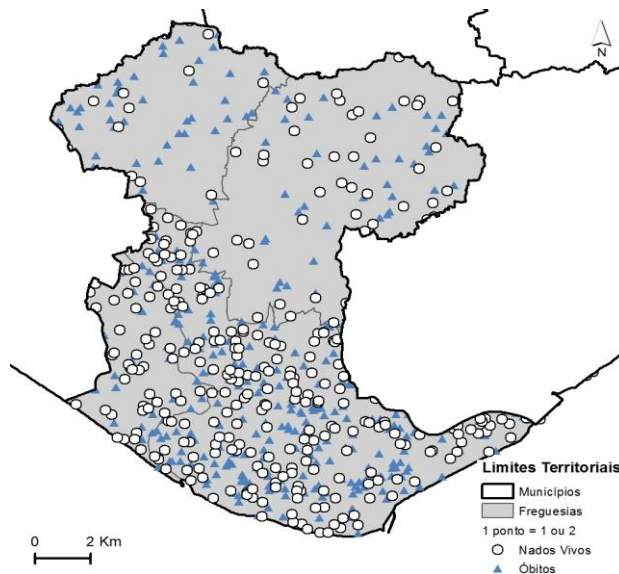 N
Limites Territoriais
Municípios
Freguesias
1 ponto = 1 ou 2
Nados Vivos
Óbitos
0 2 Km